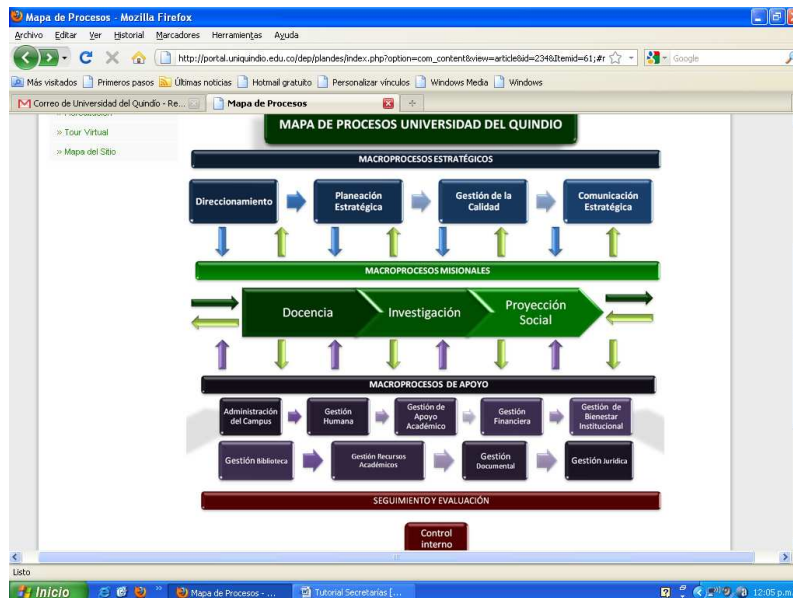 Mapa de Procesos - Mozilla Firefox
Archivo Editar Ver Historial Marcadores Herramientas Ayuda
http://portal.uniquindio.edu.co/dep/plandes/index.php?option=com_content&view=article&id=234&Itemid=61;#r
Google
Más visitados Primeros pasos Últimas noticias Hotmail gratuito Personalizar vínculos Windows Media Windows
Correo de Universidad del Quindío - Re... Mapa de Procesos
» Tour Virtual
» Mapa del Sitio
MAPA DE PROCESOS UNIVERSIDAD DEL QUINDIO
MACROPROCESOS ESTRATÉGICOS
Direccionamiento
Planeación
Estratégica
Gestión de la
Calidad
Comunicación
Estratégica
MACROPROCESOS MISIONALES
Docencia
Investigación
Proyección
Social
MACROPROCESOS DE APOYO
Administración
del Campus
Gestión
Humana
Gestión de
Apoyo
Académico
Gestión
Financiera
Gestión de
Bienestar
Institucional
Gestión Biblioteca
Gestión Recursos
Académicos
Gestión
Documental
Gestión Jurídica
SEGUIMIENTO Y EVALUACIÓN
Control
interno
Listo
Inicio
Mapa de Procesos - ...
Tutorial Secretarias [...
12:05 p.m.